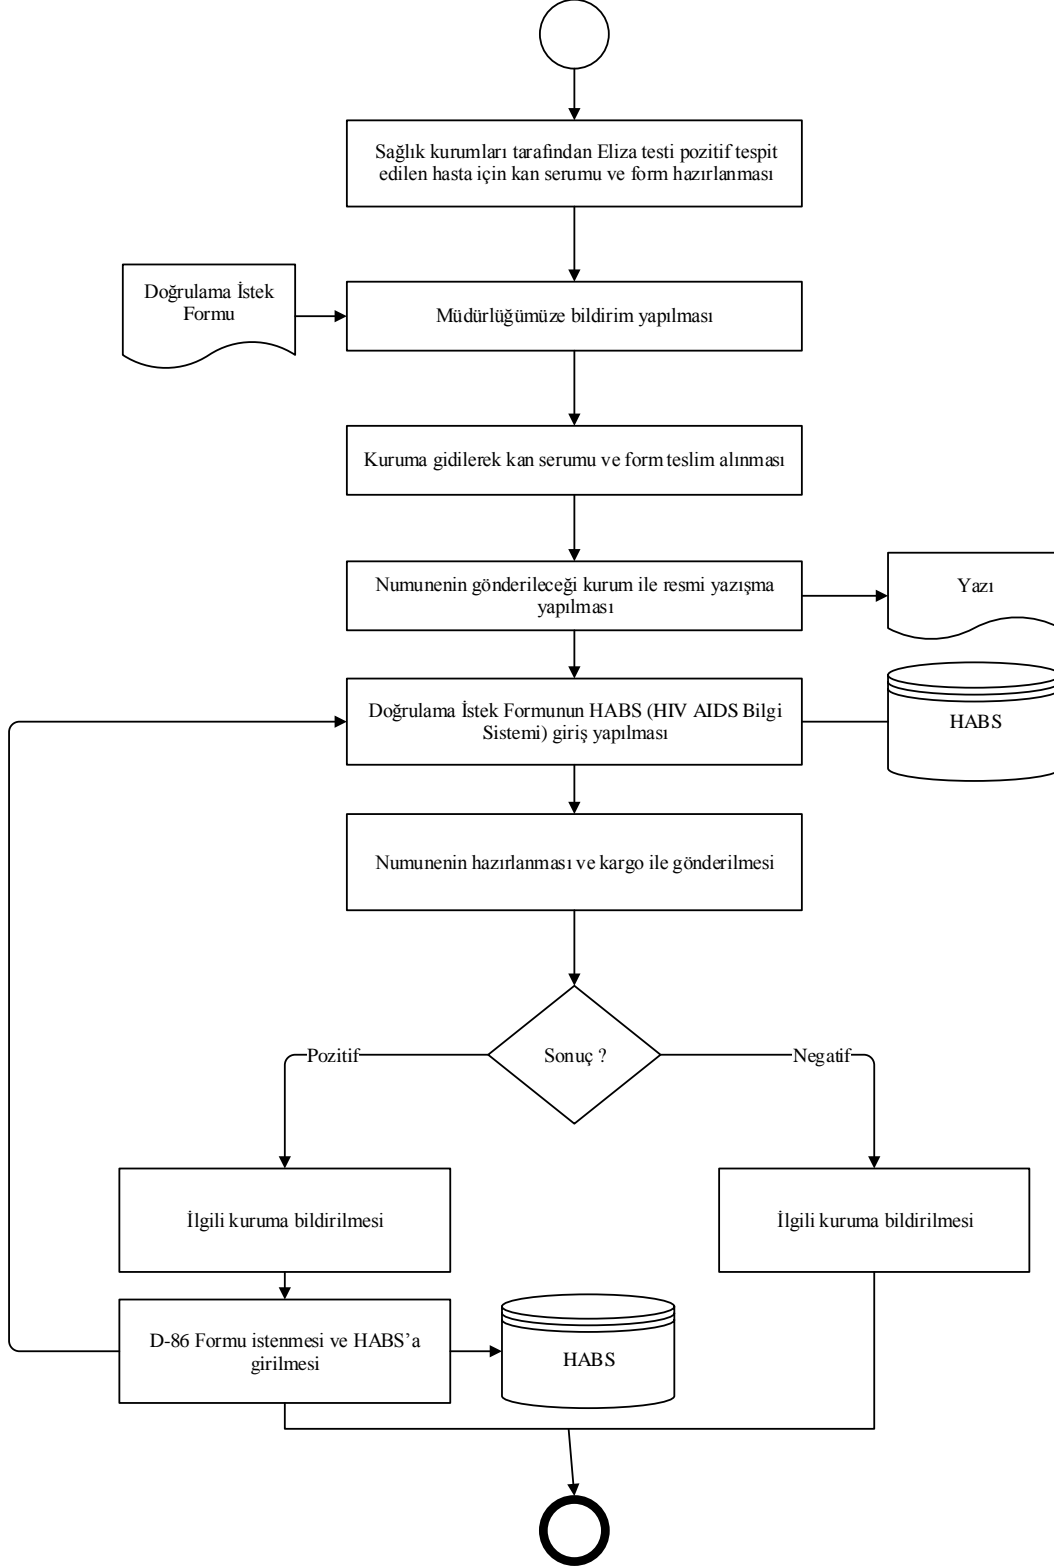 Sağlık kurumları tarafından Eliza testi pozitif tespit
edilen hasta için kan serumu ve form hazırlanması
Doğrulama İstek
Formu
Müdürlüğümüze bildirim yapılması
Kuruma gidilerek kan serumu ve form teslim alınması
Numunenin gönderileceği kurum ile resmi yazışma
yapılması
Yazı
Doğrulama İstek Formunun HABS (HIV AIDS Bilgi
Sistemi) giriş yapılması
HABS
Numunenin hazırlanması ve kargo ile gönderilmesi
Sonuç ?
Pozitif
Negatif
İlgili kuruma bildirilmesi
İlgili kuruma bildirilmesi
D-86 Formu istenmesi ve HABS’a
girilmesi
HABS